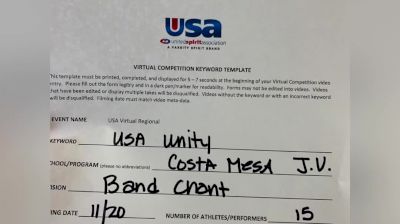 usa
united spirit association
A VARSITY SPIRIT BRAND
VIRTUAL COMPETITION KEYWORD TEMPLATE
This template must be printed, completed, and displayed for 5 – 7 seconds at the beginning of your Virtual Competition video
entry. Please fill out the form legibly and in a dark pen/marker for readability. Forms may not be edited into videos. Videos
that have been edited or display multiple takes will be disqualified. Videos without the keyword or with an incorrect keyword
will be disqualified. Filming date must match video meta-data.
EVENT NAME USA Virtual Regional
KEYWORD USA Unity
SCHOOL/PROGRAM (please no abbreviations) COSTA MESA J.V.
SION Band Chant
ING DATE 11/20 NUMBER OF ATHLETES/PERFORMERS 15